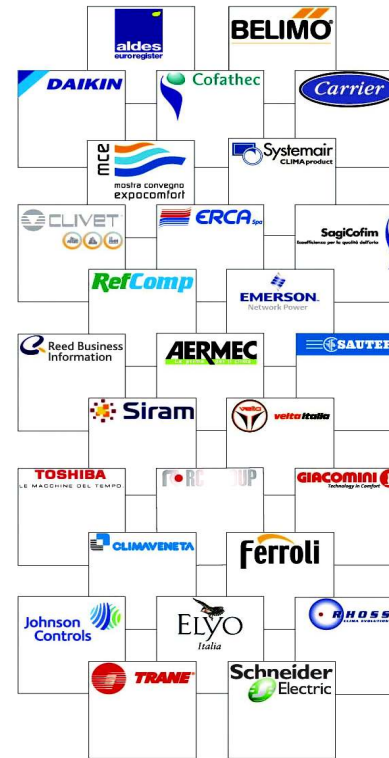 aldes
euroregister
BELIMO
DAIKIN
Cofathec
Carrier
mce
mostra convegno
expocomfort
Systemair
CLIMAproduct
CLIVET
ERCA Spa
SagiCofim
RefComp
EMERSON.
Network Power
Reed Business
Information
AERMEC
SAUTER
Siram
velta
velta italia
TOSHIBA
LE MACCHINE DEL TEMPO.
GIACOMINI
Technology in Comfort
CLIMAVENETA
Ferroli
Johnson
Controls
ELYO
Italia
RHOSS
CLIMA EVOLUTION
TRANE
Schneider
Electric